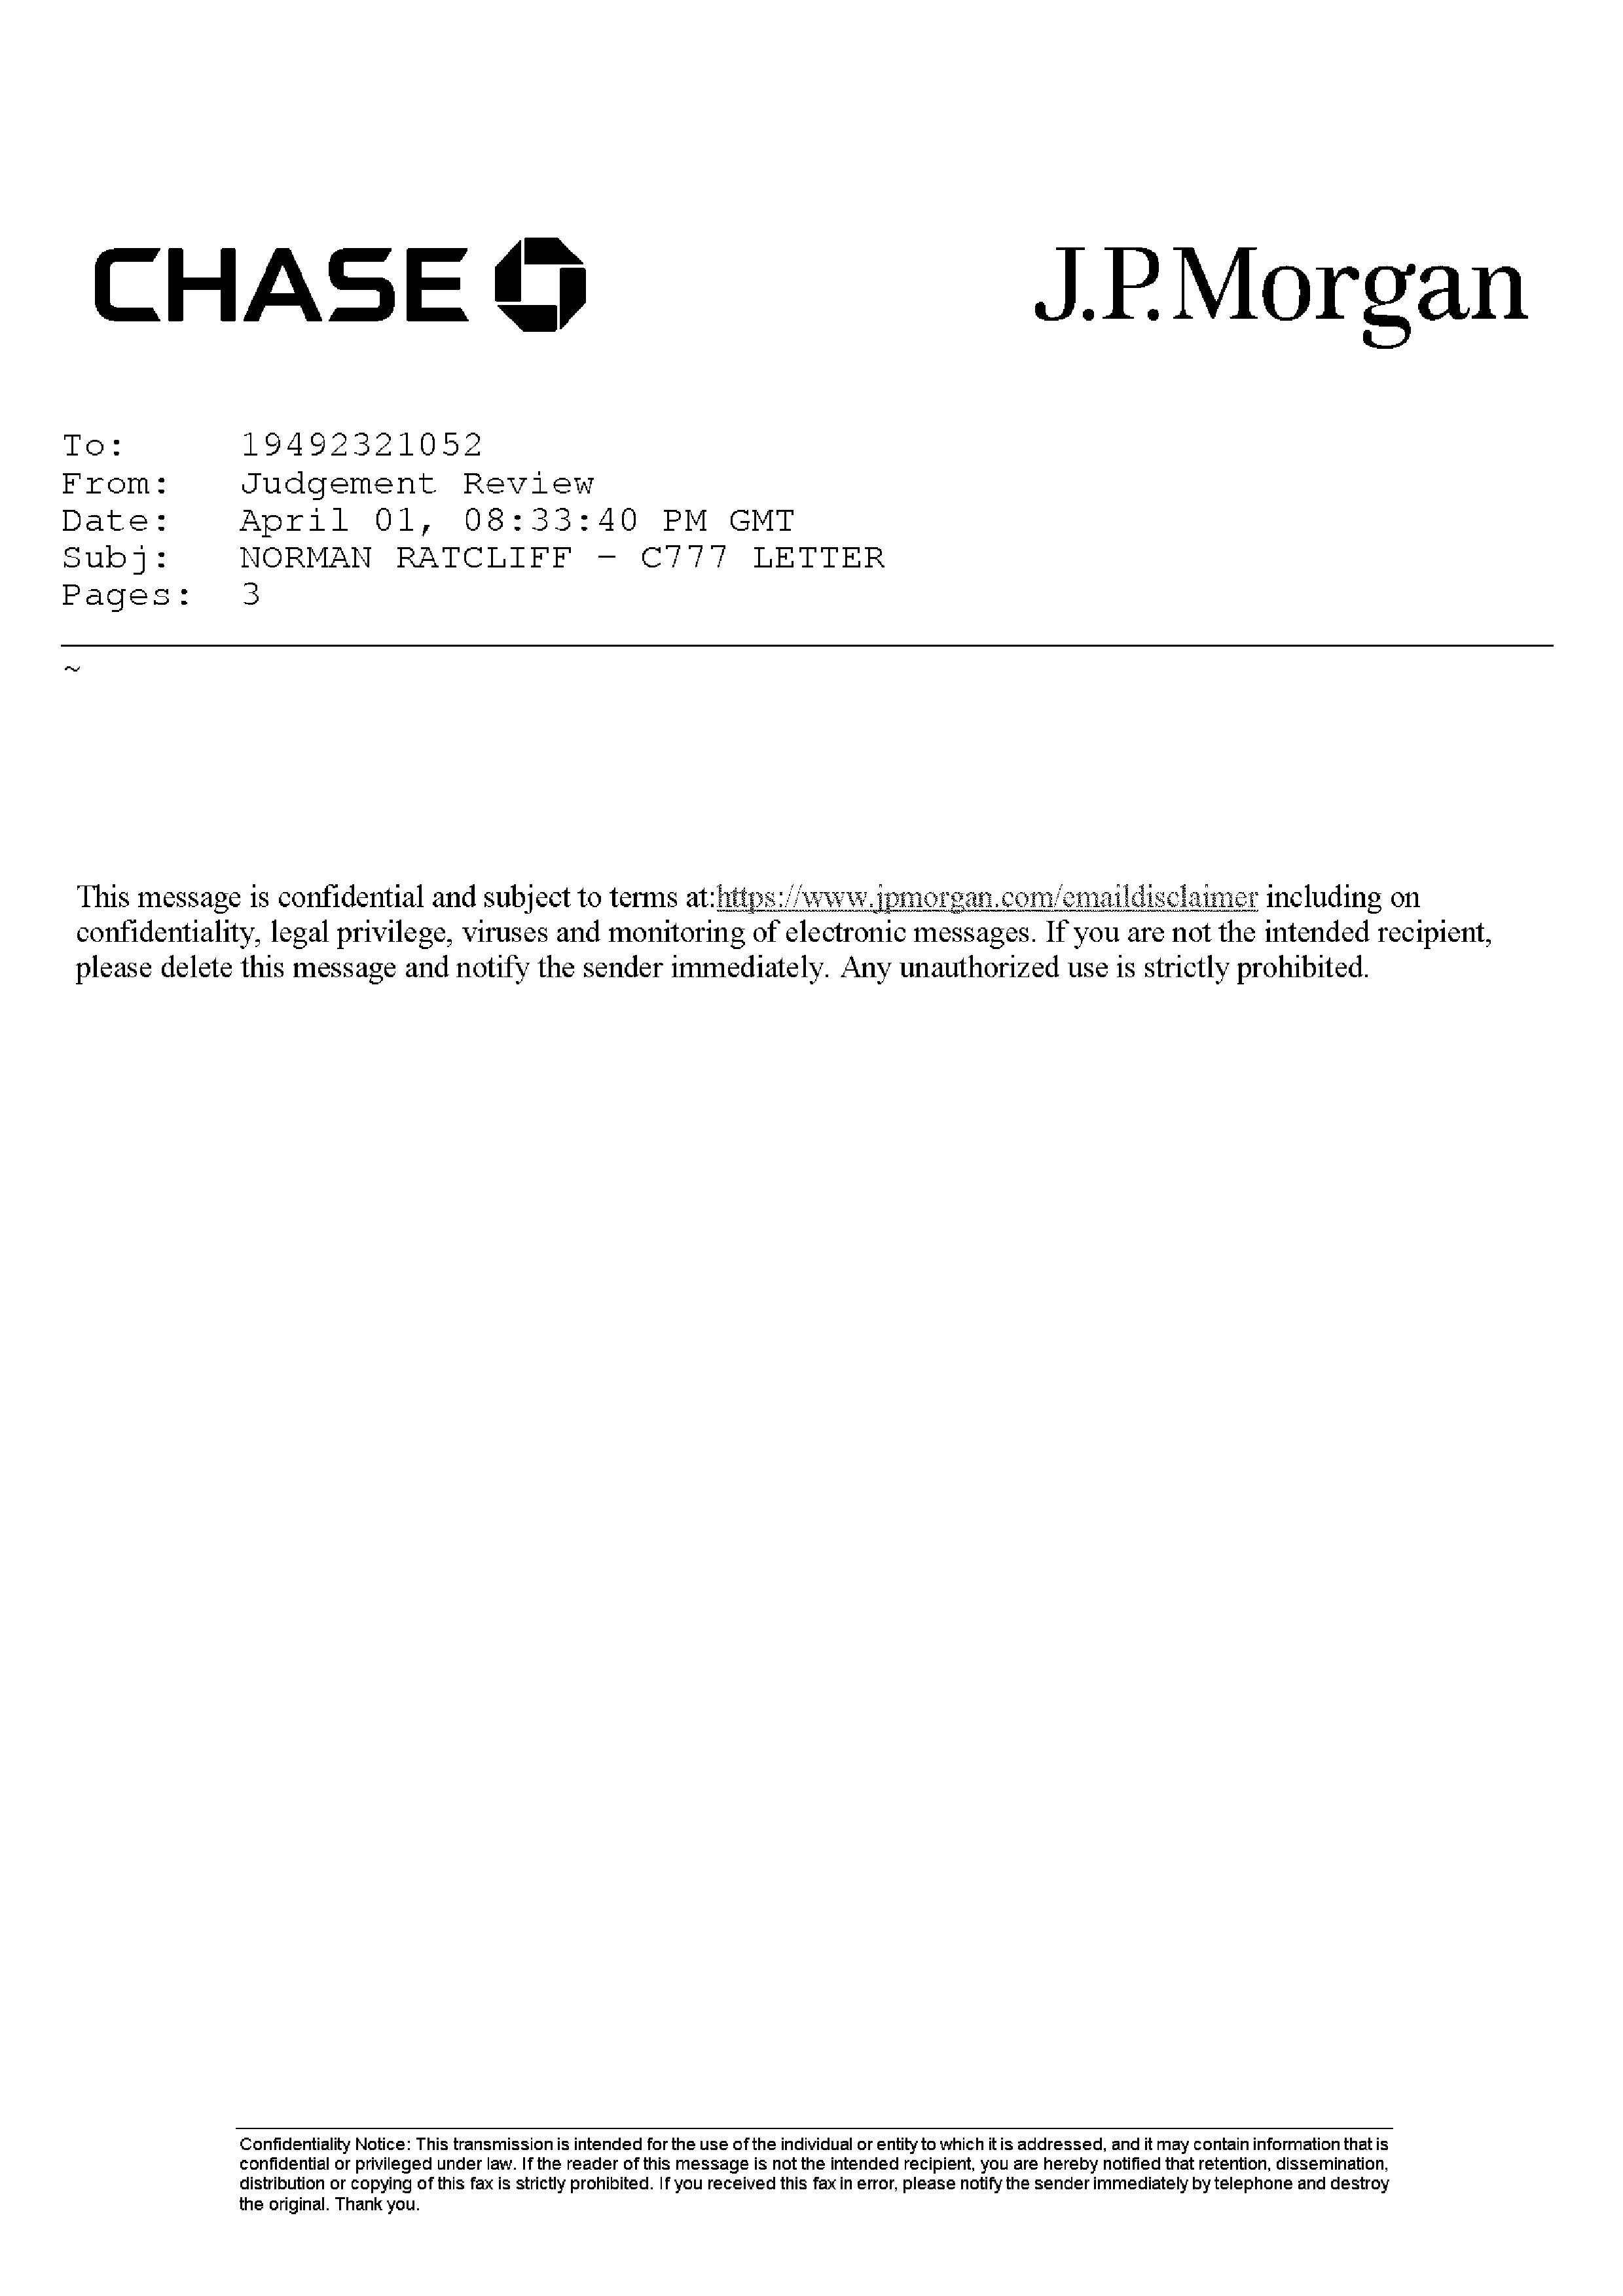 CHASE
J.P.Morgan
To: 19492321052
From: Judgement Review
Date: April 01, 08:33:40 PM GMT
Subj: NORMAN RATCLIFF - C777 LETTER
Pages: 3
~
This message is confidential and subject to terms at:https://www.jpmorgan.com/emaildisclaimer including on
confidentiality, legal privilege, viruses and monitoring of electronic messages. If you are not the intended recipient,
please delete this message and notify the sender immediately. Any unauthorized use is strictly prohibited.
Confidentiality Notice: This transmission is intended for the use of the individual or entity to which it is addressed, and it may contain information that is
confidential or privileged under law. If the reader of this message is not the intended recipient, you are hereby notified that retention, dissemination,
distribution or copying of this fax is strictly prohibited. If you received this fax in error, please notify the sender immediately by telephone and destroy
the original. Thank you.